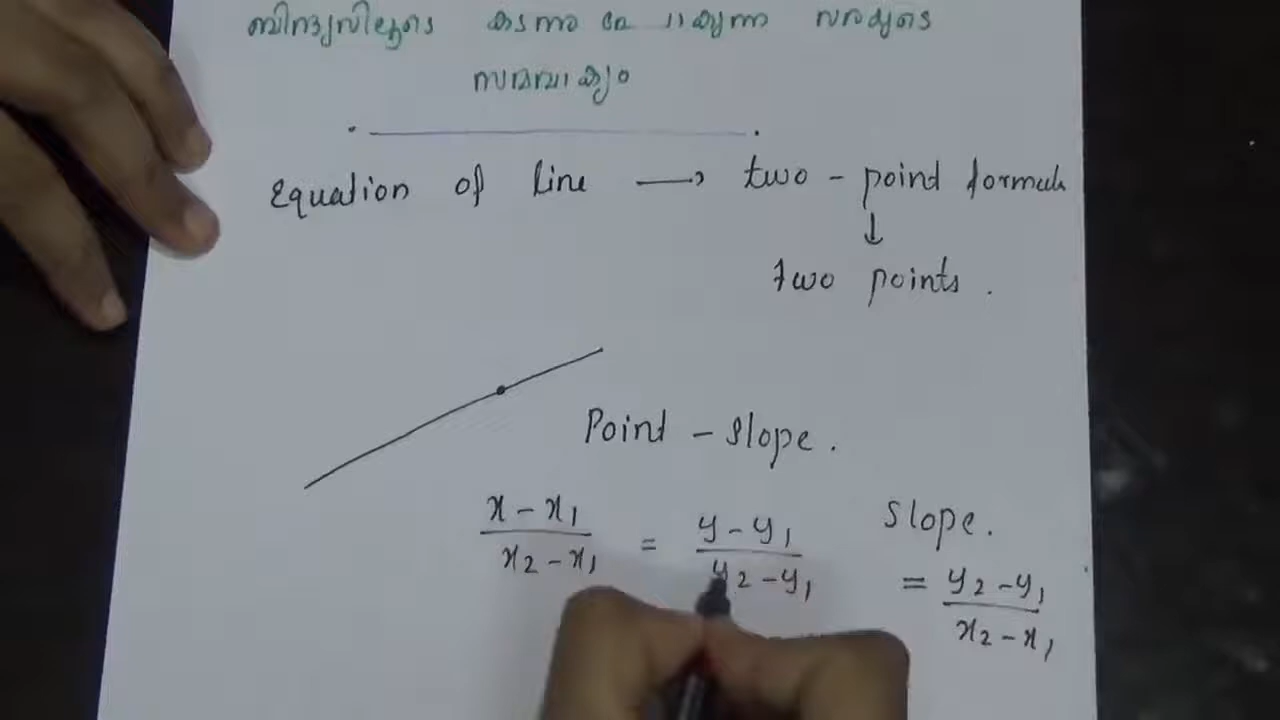 ബിന്ദുവിലൂടെ കടന്നു പോകുന്ന വരയുടെ
സമവാക്യം
Equation of line → two - point formula
↓
two points .
Point - slope .
x - x₁ / x₂ - x₁ = y - y₁ / y₂ - y₁
slope .
= y₂ - y₁ / x₂ - x₁